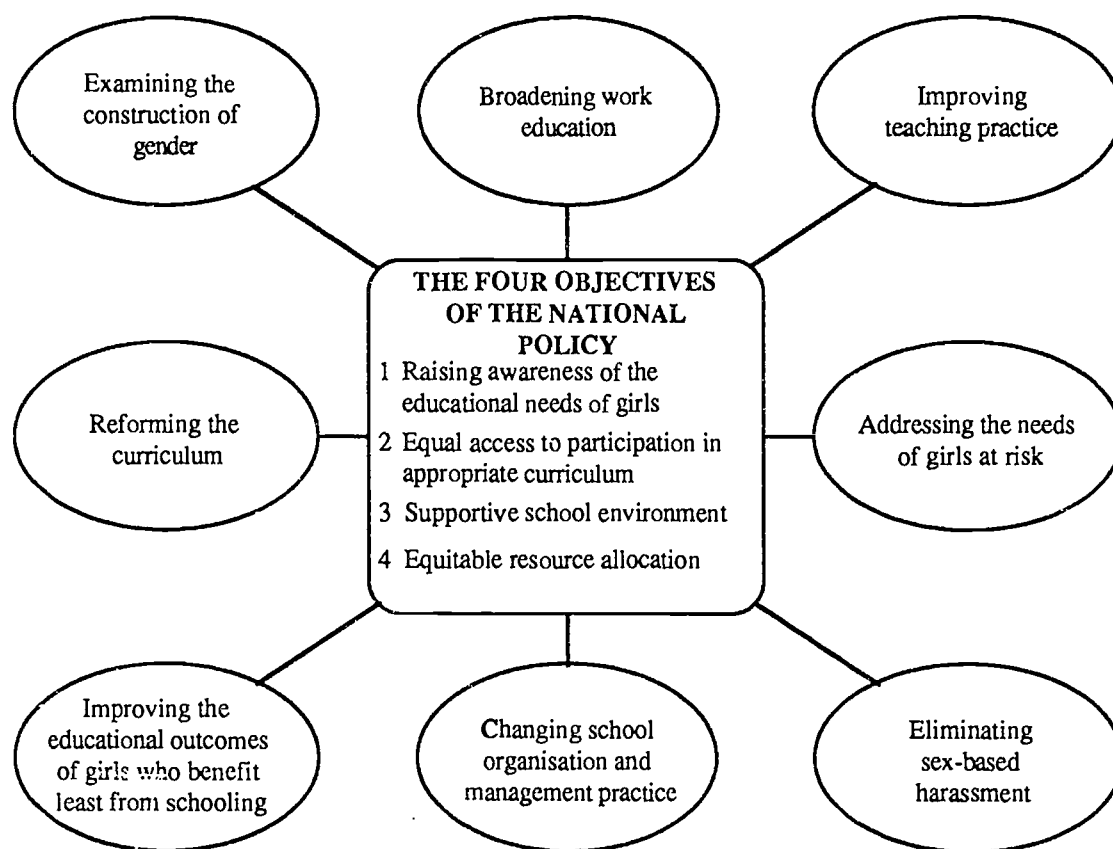 Examining the
construction of
gender
Broadening work
education
Improving
teaching practice
THE FOUR OBJECTIVES
OF THE NATIONAL
POLICY
1 Raising awareness of the
educational needs of girls
2 Equal access to participation in
appropriate curriculum
3 Supportive school environment
4 Equitable resource allocation
Reforming the
curriculum
Addressing the needs
of girls at risk
Improving the
educational outcomes
of girls who benefit
least from schooling
Changing school
organisation and
management practice
Eliminating
sex-based
harassment